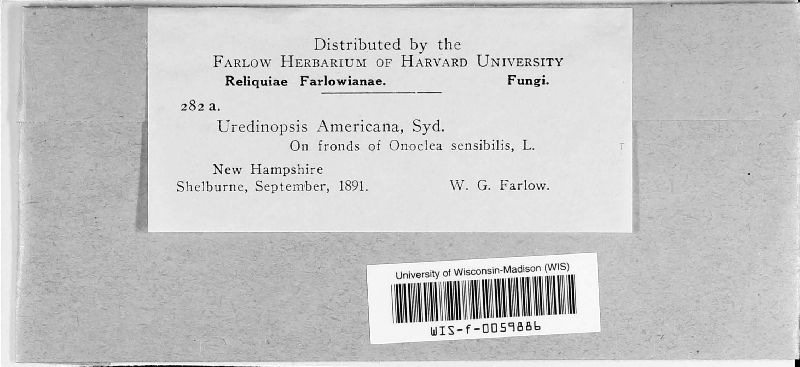 Distributed by the
Farlow Herbarium of Harvard University
Reliquiae Farlowianae. Fungi.
282 a.
Uredinopsis Americana, Syd.
On fronds of Onoclea sensibilis, L.
New Hampshire
Shelburne, September, 1891. W. G. Farlow.
University of Wisconsin-Madison (WIS)
WIS-f-0059886